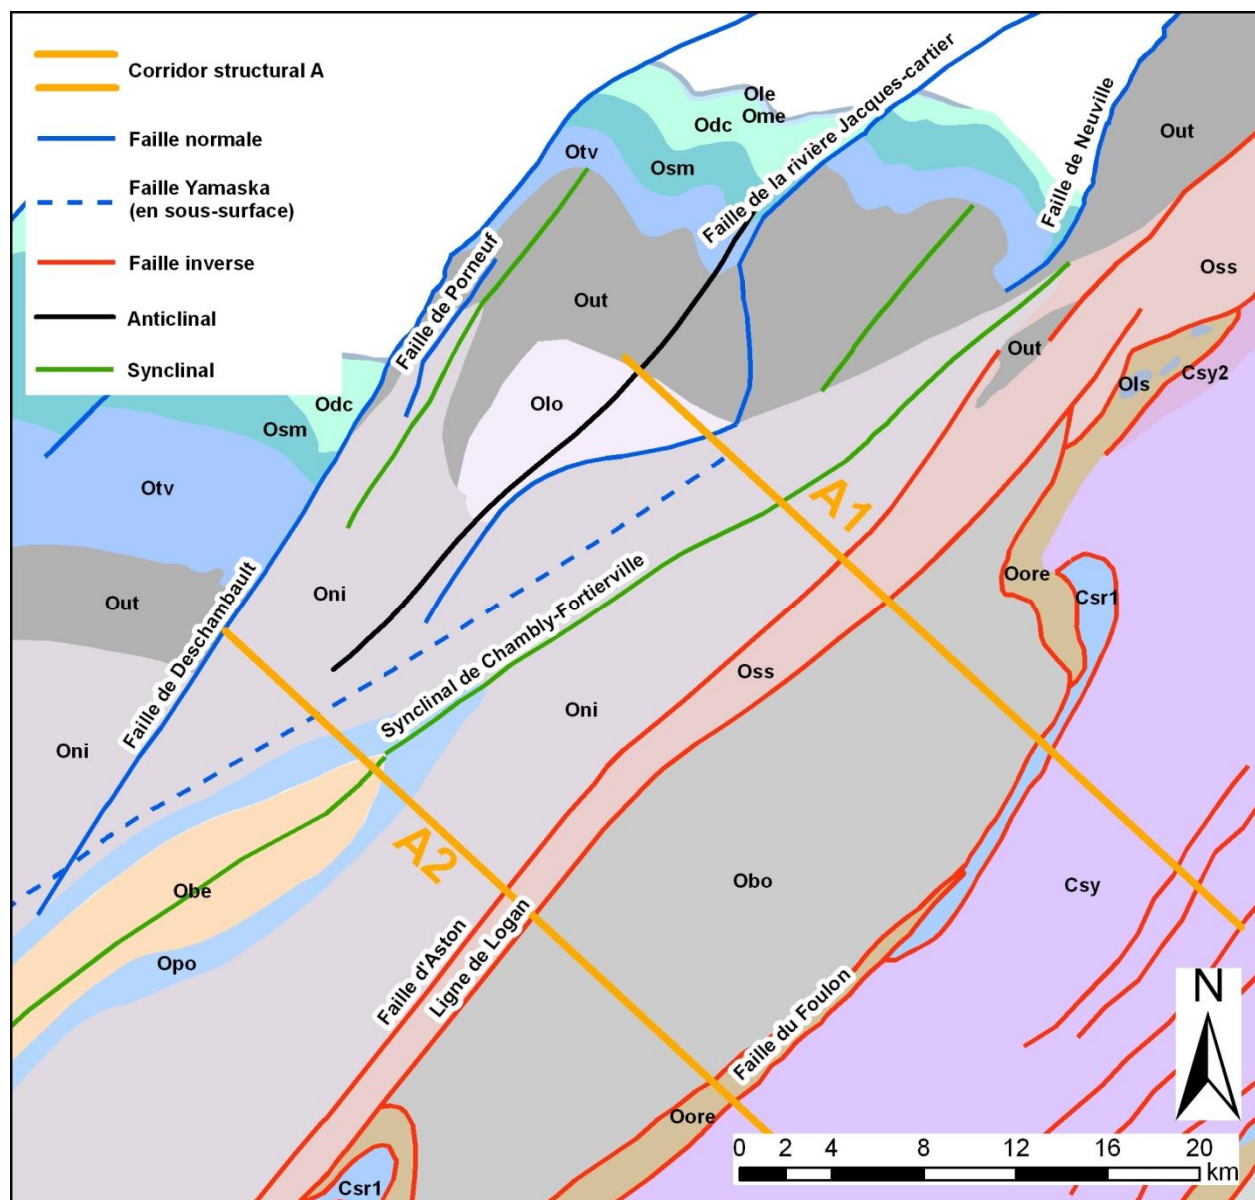 Corridor structural A
Faille normale
Faille Yamaska
(en sous-surface)
Faille inverse
Anticlinal
Synclinal
Ole
Ome
Odc
Osm
Otv
Faille de la rivière Jacques-cartier
Faille de Neuville
Out
Oss
Faille de Porneuf
Out
Out
Ols
Csy2
Odc
Osm
Olo
Otv
A1
Oore
Csr1
Out
Oni
Faille de Deschambault
Synclinal de Chambly-Fortierville
Oss
Oni
Oni
A2
Obe
Obo
Csy
Opo
Faille d'Aston
Ligne de Logan
Faille du Foulon
Oore
Csr1
N
0 2 4 8 12 16 20
km